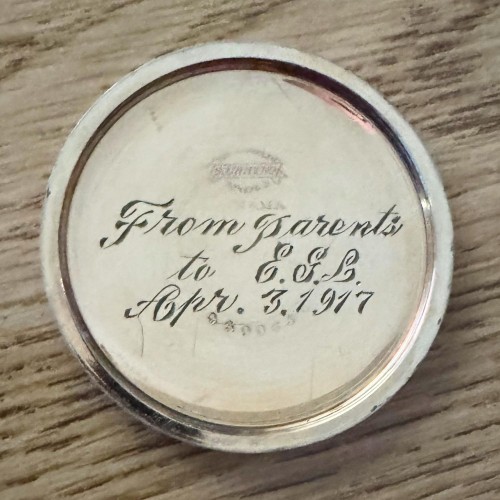 From parents
to E.J.L.
Apr. 3, 1917